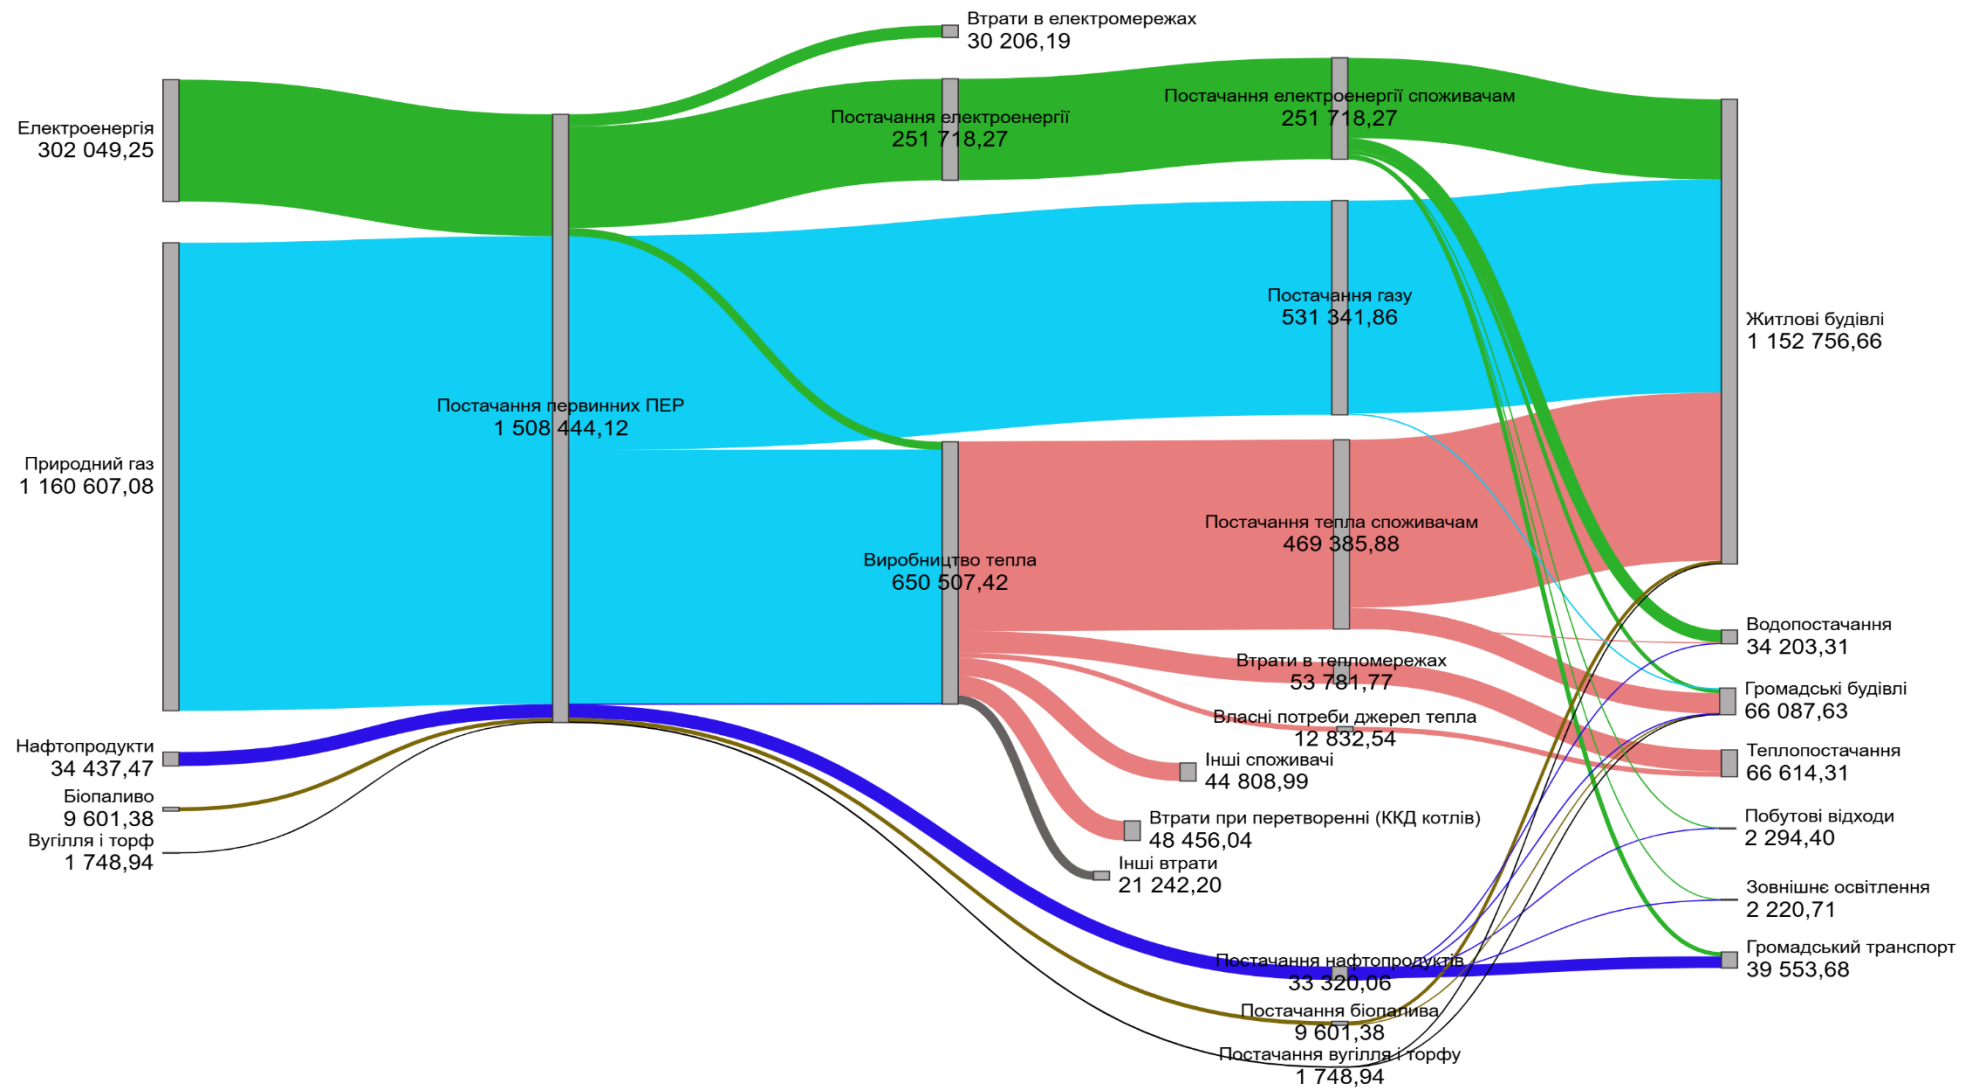 Втрати в електромережах
30 206,19
Електроенергія
302 049,25
Постачання електроенергії
251 718,27
Постачання електроенергії споживачам
251 718,27
Постачання газу
531 341,86
Житлові будівлі
1 152 756,66
Постачання первинних ПЕР
1 508 444,12
Природний газ
1 160 607,08
Постачання тепла споживачам
469 385,88
Виробництво тепла
650 507,42
Водопостачання
34 203,31
Втрати в тепломережах
53 781,77
Громадські будівлі
66 087,63
Власні потреби джерел тепла
12 832,54
Теплопостачання
66 614,31
Нафтопродукти
34 437,47
Інші споживачі
44 808,99
Біопаливо
9 601,38
Втрати при перетворенні (ККД котлів)
48 456,04
Побутові відходи
2 294,40
Вугілля і торф
1 748,94
Інші втрати
21 242,20
Зовнішнє освітлення
2 220,71
Постачання нафтопродуктів
33 320,06
Громадський транспорт
39 553,68
Постачання біопалива
9 601,38
Постачання вугілля і торфу
1 748,94